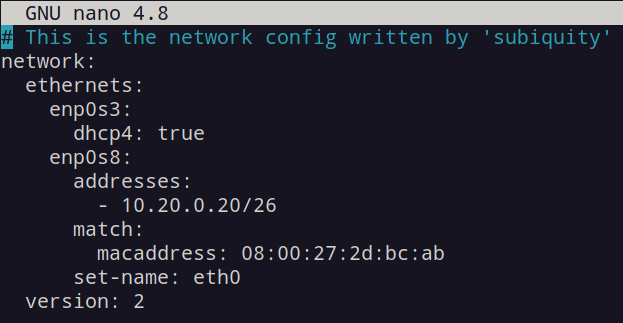 GNU nano 4.8
# This is the network config written by 'subiquity'
network:
  ethernets:
    enp0s3:
      dhcp4: true
    enp0s8:
      addresses:
        - 10.20.0.20/26
      match:
        macaddress: 08:00:27:2d:bc:ab
      set-name: eth0
  version: 2